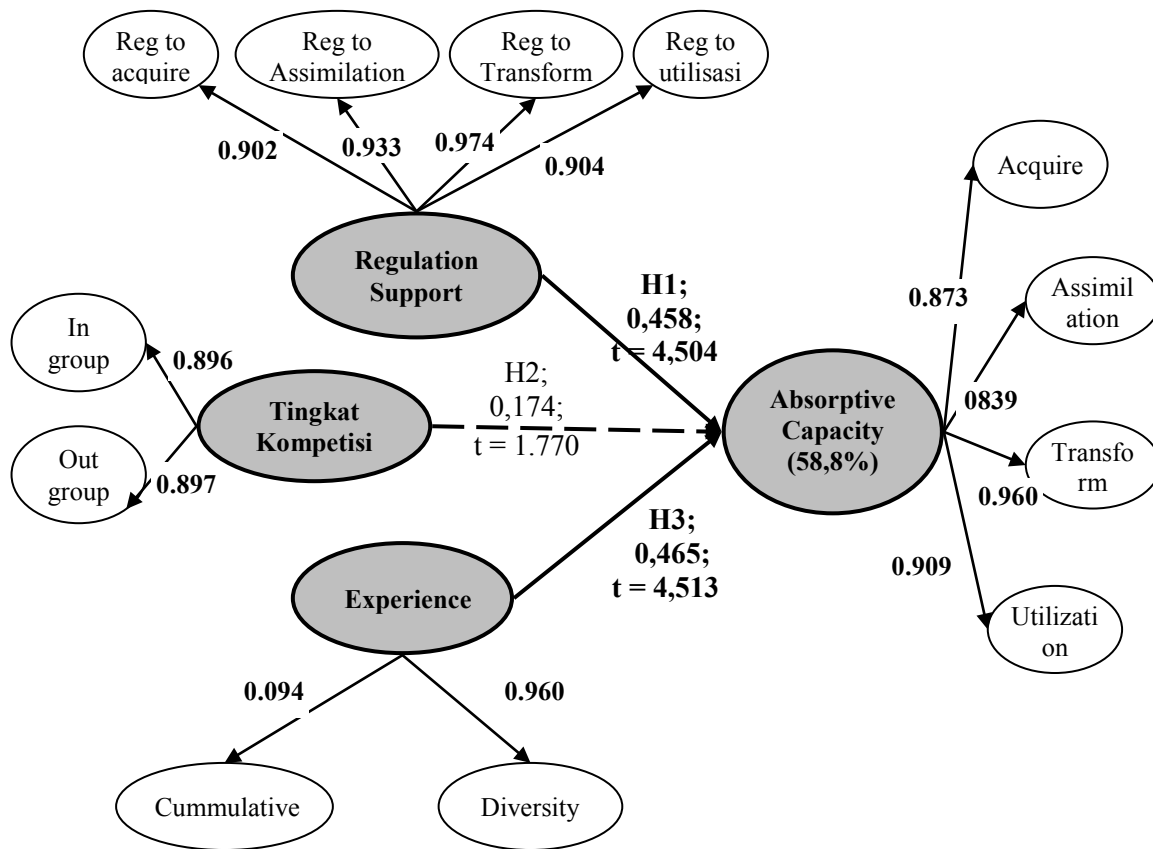 Reg to
acquire
Reg to
Assimilation
Reg to
Transform
Reg to
utilisasi
0.902
0.933
0.974
0.904
Regulation
Support
In
group
Out
group
0.896
0.897
Tingkat
Kompetisi
H1;
0,458;
t = 4,504
H2;
0,174;
t = 1.770
H3;
0,465;
t = 4,513
Absorptive
Capacity
(58,8%)
Acquire
Assimil
ation
Transfo
rm
Utilizati
on
0.873
0839
0.960
0.909
Experience
0.094
0.960
Cummulative
Diversity